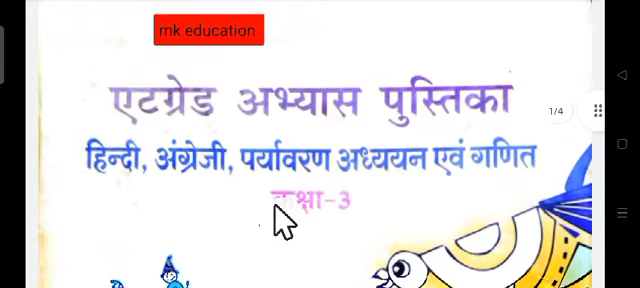 mk education
एटग्रेड अभ्यास पुस्तिका
1/4
हिन्दी, अंग्रेजी, पर्यावरण अध्ययन एवं गणित
कक्षा-3